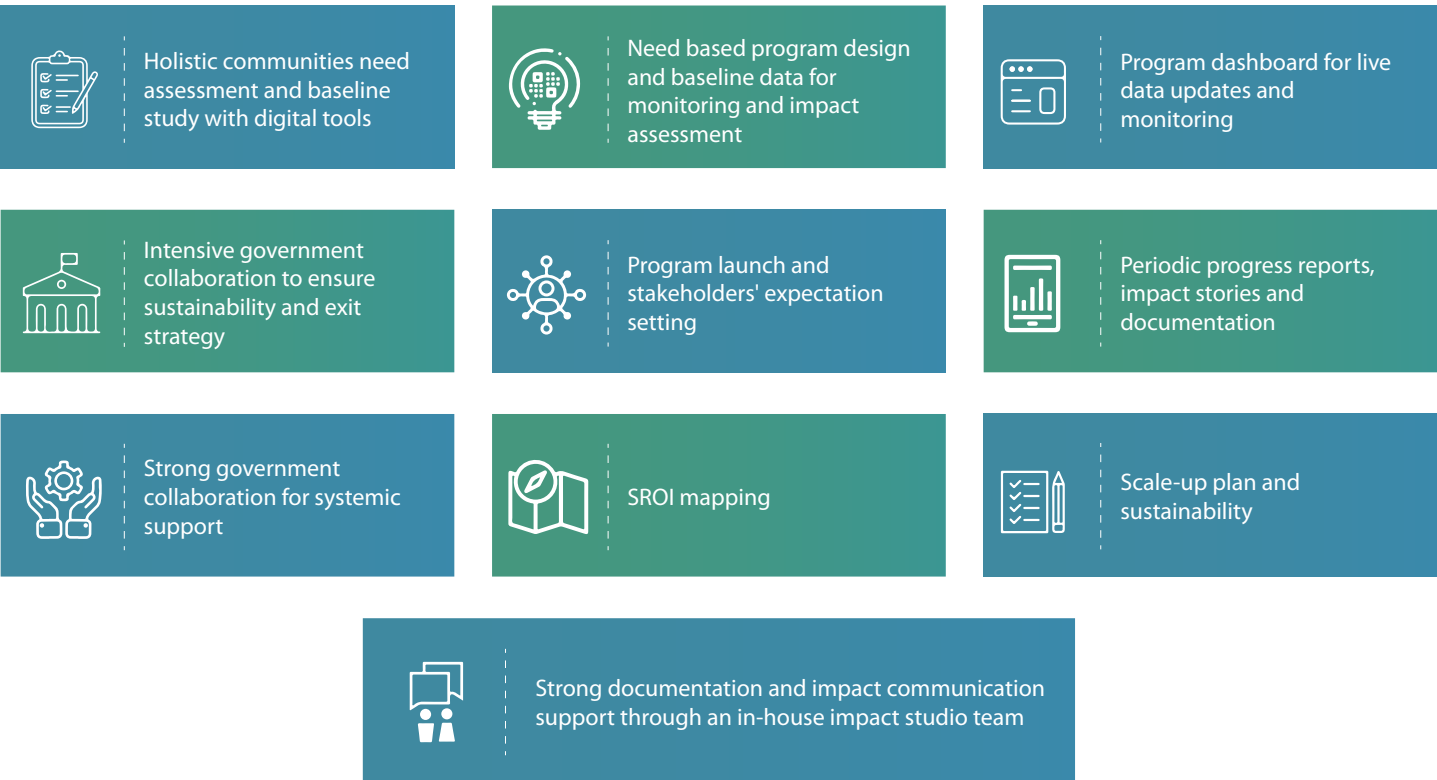 Holistic communities need
assessment and baseline
study with digital tools
Need based program design
and baseline data for
monitoring and impact
assessment
Program dashboard for live
data updates and
monitoring
Intensive government
collaboration to ensure
sustainability and exit
strategy
Program launch and
stakeholders' expectation
setting
Periodic progress reports,
impact stories and
documentation
Strong government
collaboration for systemic
support
SROI mapping
Scale-up plan and
sustainability
Strong documentation and impact communication
support through an in-house impact studio team